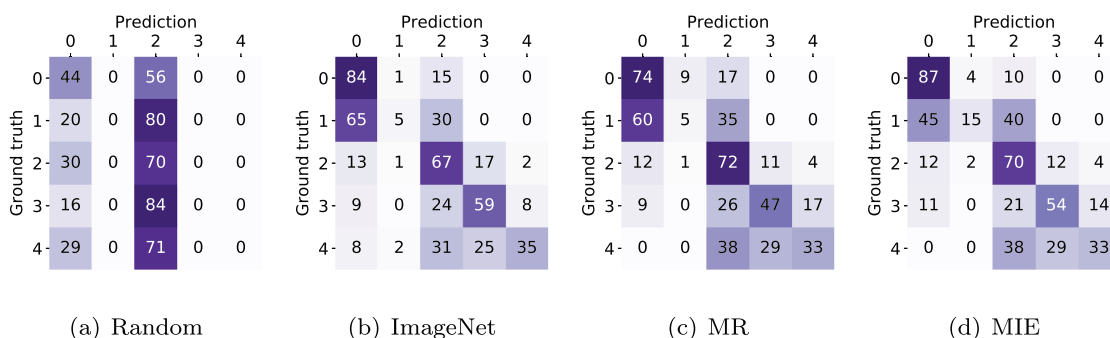 Prediction
0 1 2 3 4
Ground truth
0 44 0 56 0 0
1 20 0 80 0 0
2 30 0 70 0 0
3 16 0 84 0 0
4 29 0 71 0 0
(a) Random
Prediction
0 1 2 3 4
Ground truth
0 84 1 15 0 0
1 65 5 30 0 0
2 13 1 67 17 2
3 9 0 24 59 8
4 8 2 31 25 35
(b) ImageNet
Prediction
0 1 2 3 4
Ground truth
0 74 9 17 0 0
1 60 5 35 0 0
2 12 1 72 11 4
3 9 0 26 47 17
4 0 0 38 29 33
(c) MR
Prediction
0 1 2 3 4
Ground truth
0 87 4 10 0 0
1 45 15 40 0 0
2 12 2 70 12 4
3 11 0 21 54 14
4 0 0 38 29 33
(d) MIE